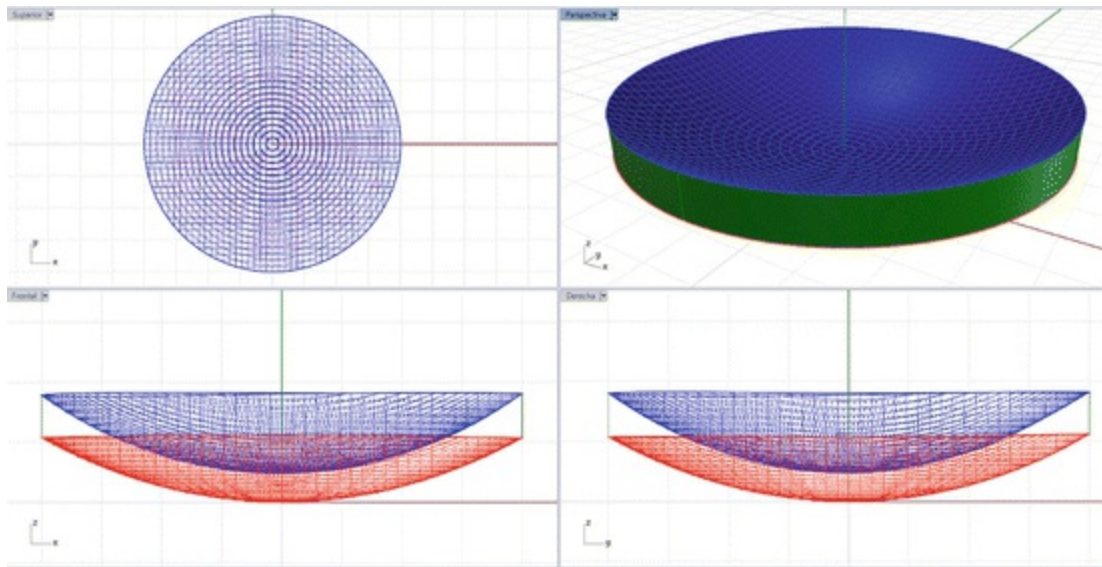 Superior
Perspectiva
y
x
z
y
x
Frontal
Derecha
z
x
z
y